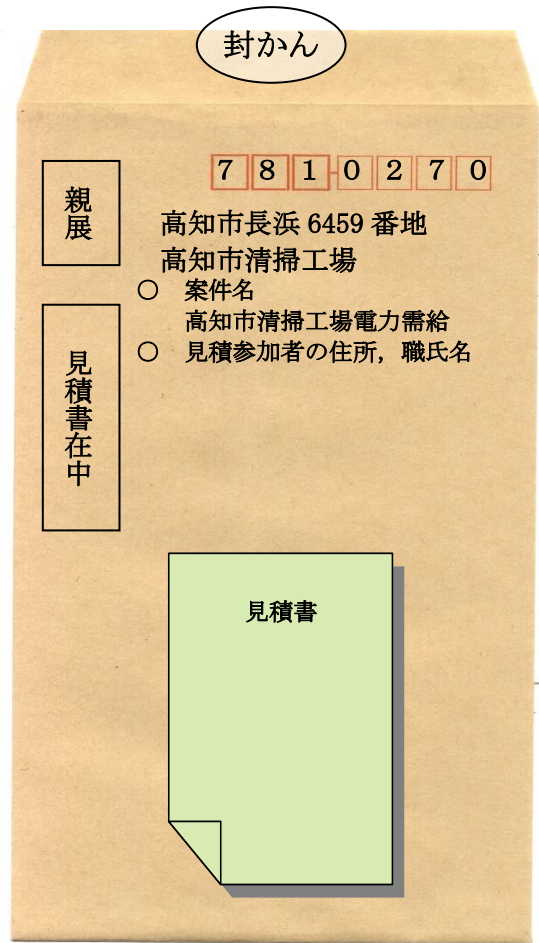 封かん
7810270
親展
高知市長浜 6459 番地
高知市清掃工場
○ 案件名
高知市清掃工場電力需給
○ 見積参加者の住所，職氏名
見積書在中
見積書